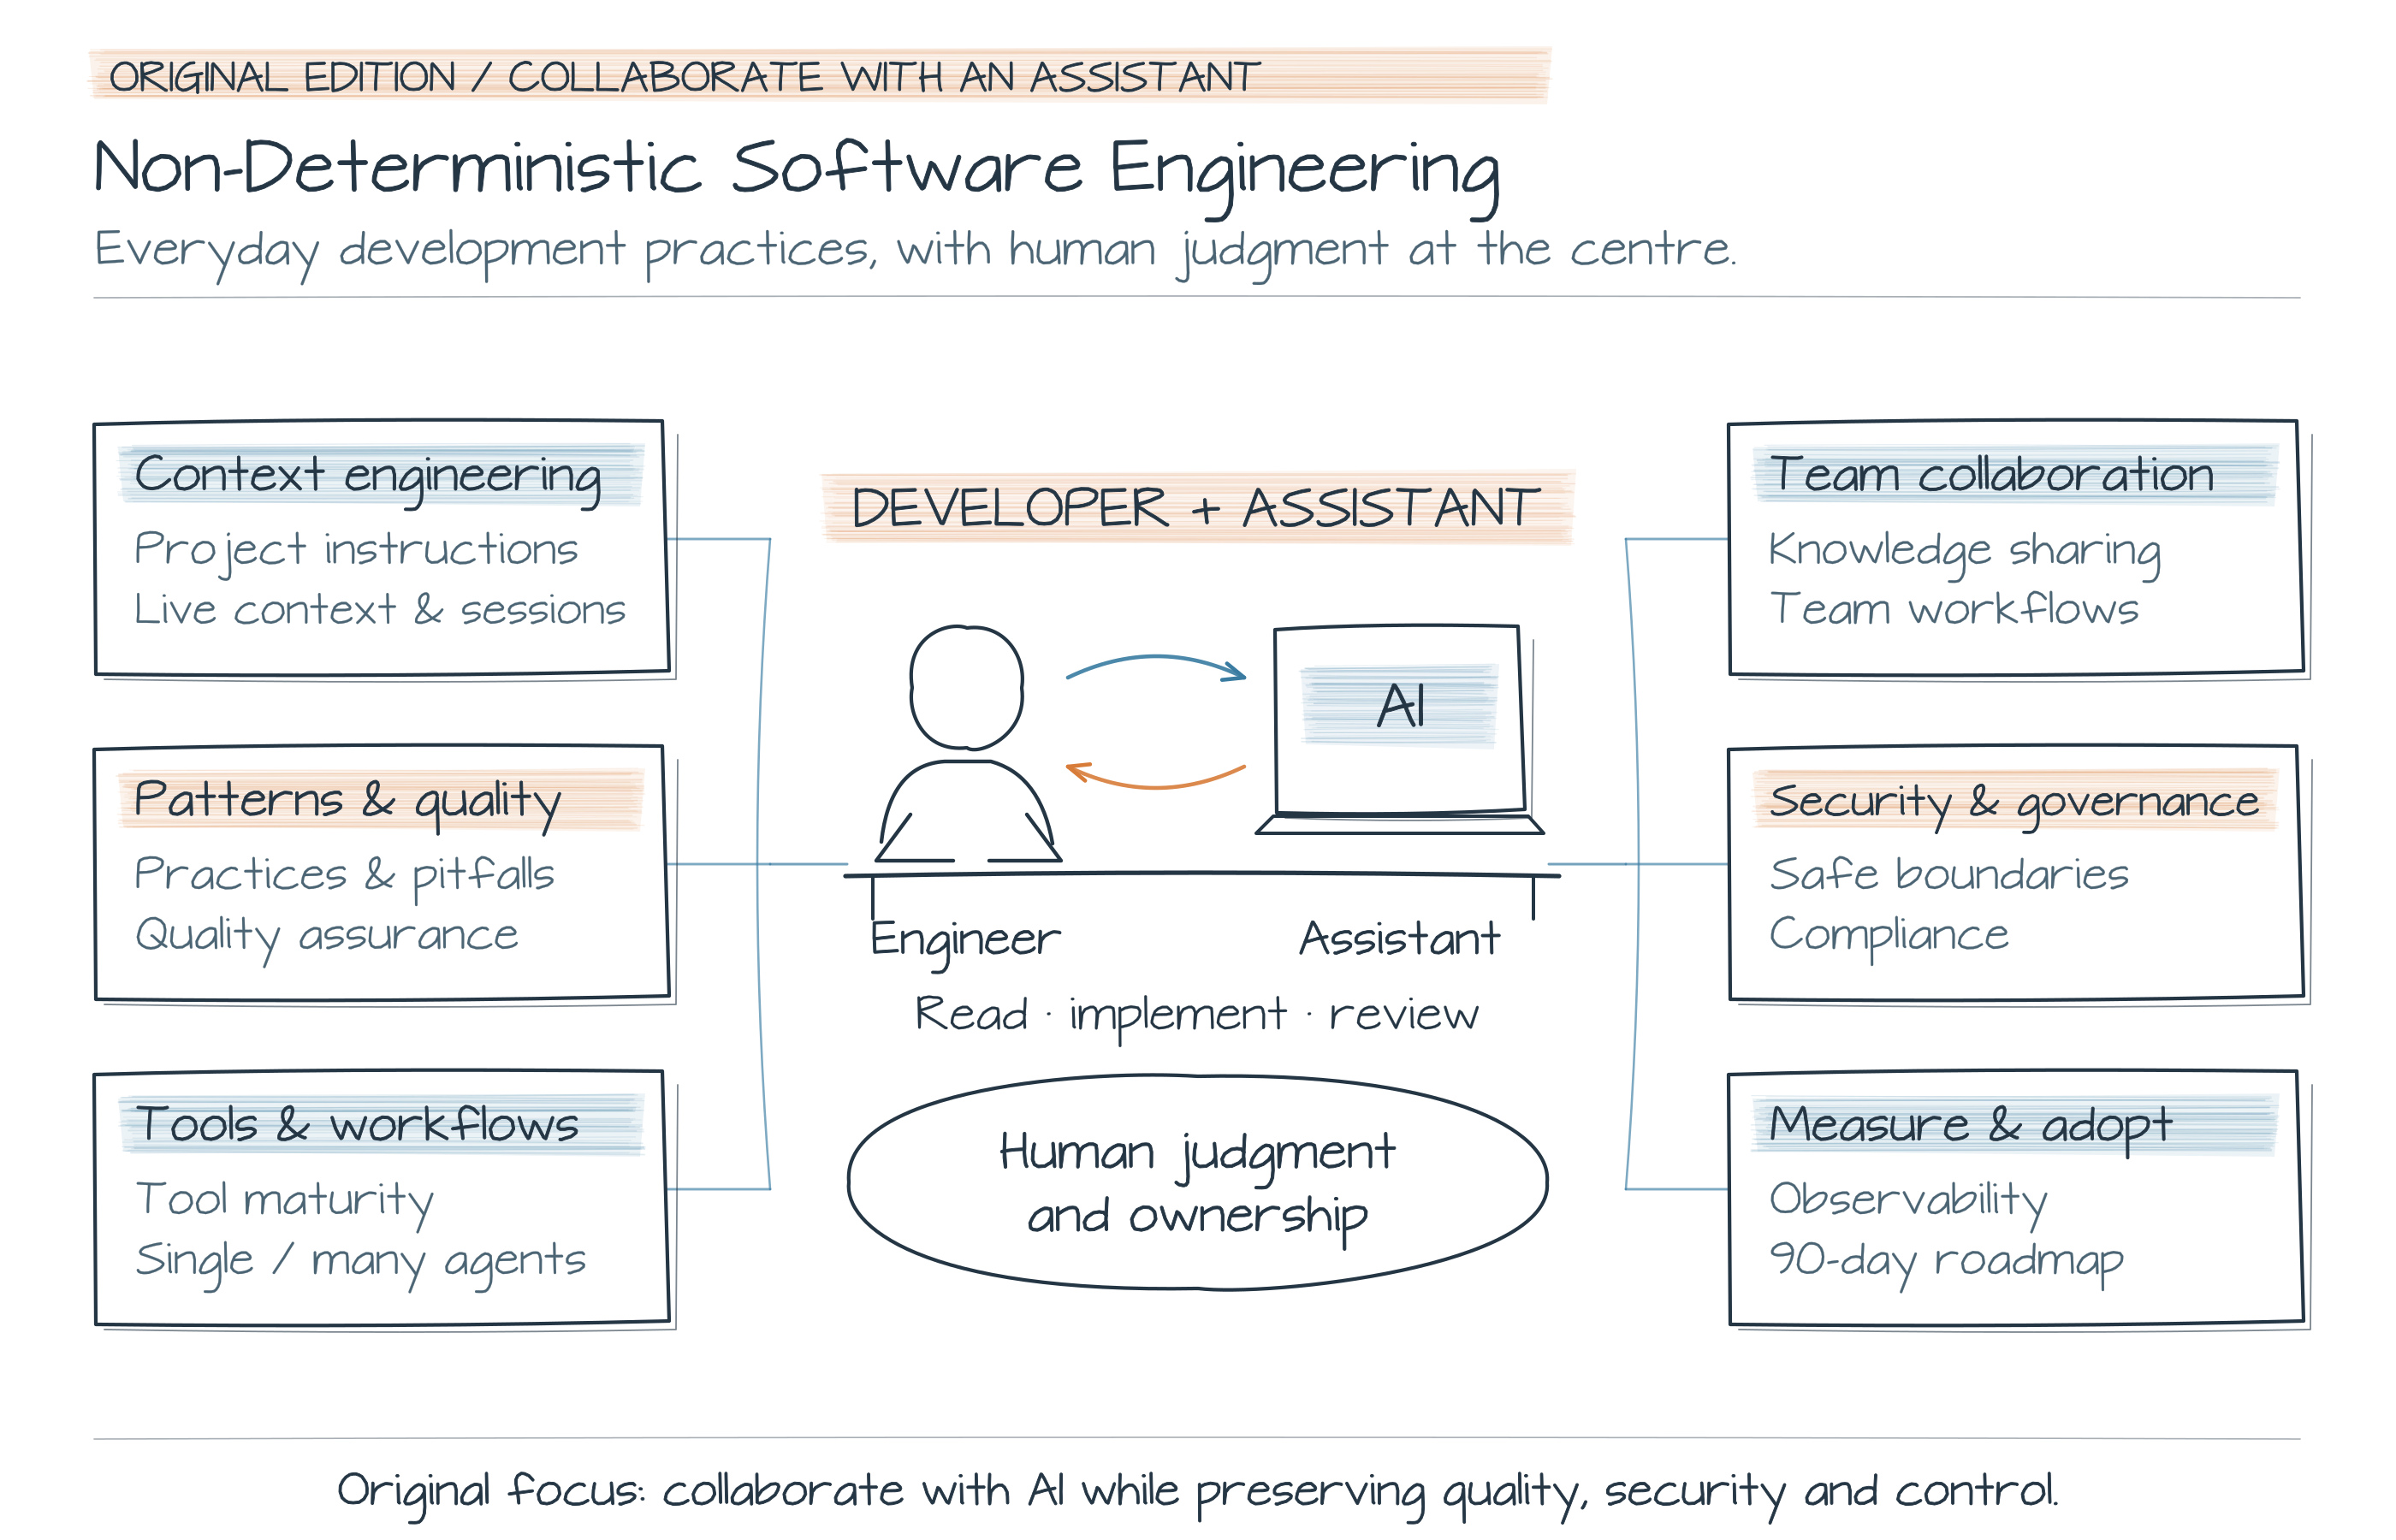 ORIGINAL EDITION / COLLABORATE WITH AN ASSISTANT
Non-Deterministic Software Engineering
Everyday development practices, with human judgment at the centre.
Context engineering
Project instructions
Live context & sessions
Patterns & quality
Practices & pitfalls
Quality assurance
Tools & workflows
Tool maturity
Single / many agents
DEVELOPER + ASSISTANT
AI
Engineer
Assistant
Read · implement · review
Human judgment
and ownership
Team collaboration
Knowledge sharing
Team workflows
Security & governance
Safe boundaries
Compliance
Measure & adopt
Observability
90-day roadmap
Original focus: collaborate with AI while preserving quality, security and control.